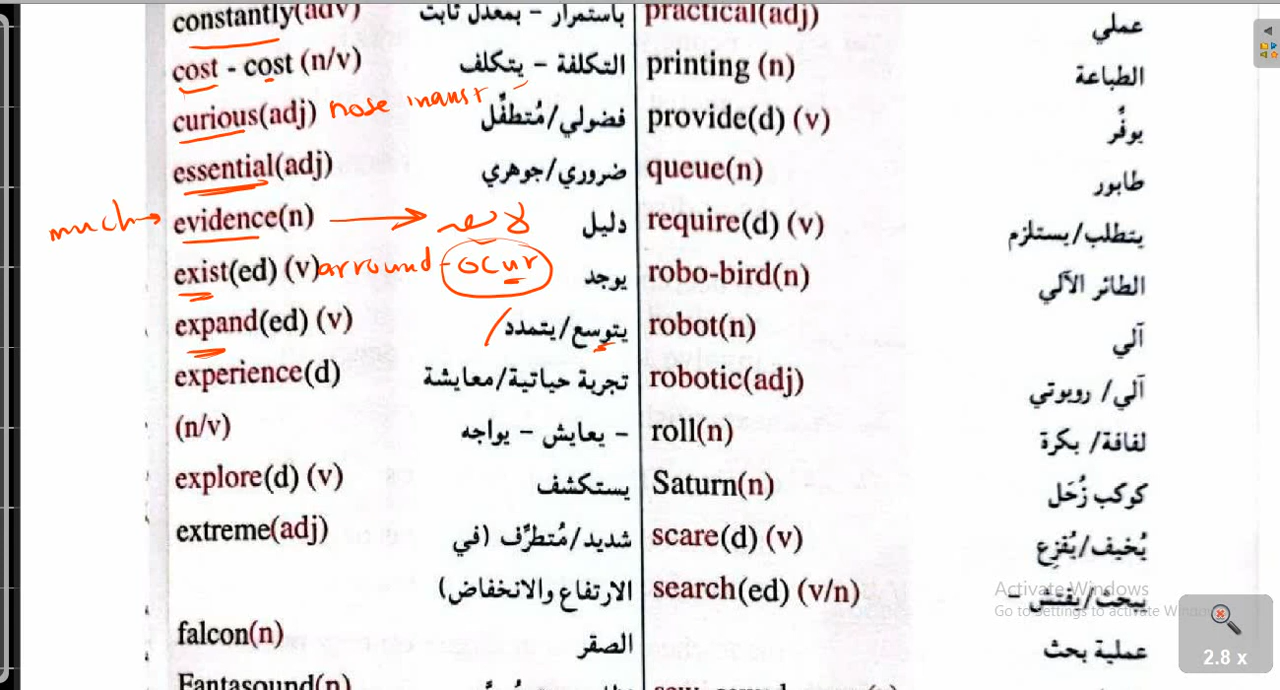 constantly(adv) باستمرار – بمعدل ثابت
cost - cost (n/v) التكلفة – يتكلف
curious(adj) nose فضولي/مُتطفِّل
essential(adj) ضروري/جوهري
much → evidence(n) → دليل
exist(ed) (v) arround - ocur يوجد
expand(ed) (v) يتوسع/يتمدد
experience(d) تجربة حياتية/معايشة
(n/v) – يعايش – يواجه
explore(d) (v) يستكشف
extreme(adj) شديد/مُتطرِّف (في
الارتفاع والانخفاض)
falcon(n) الصقر
Fantasound(n)
practical(adj) عملي
printing (n) الطباعة
provide(d) (v) يوفِّر
queue(n) طابور
require(d) (v) يتطلب/يستلزم
robo-bird(n) الطائر الآلي
robot(n) آلي
robotic(adj) آلي/ روبوتي
roll(n) لفافة/ بكرة
Saturn(n) كوكب زُحَل
scare(d) (v) يُخيف/يُفزِع
search(ed) (v/n) يبحث/يفتش –
عملية بحث
Activate Windows
Go to Settings to activate Windows.
2.8 x